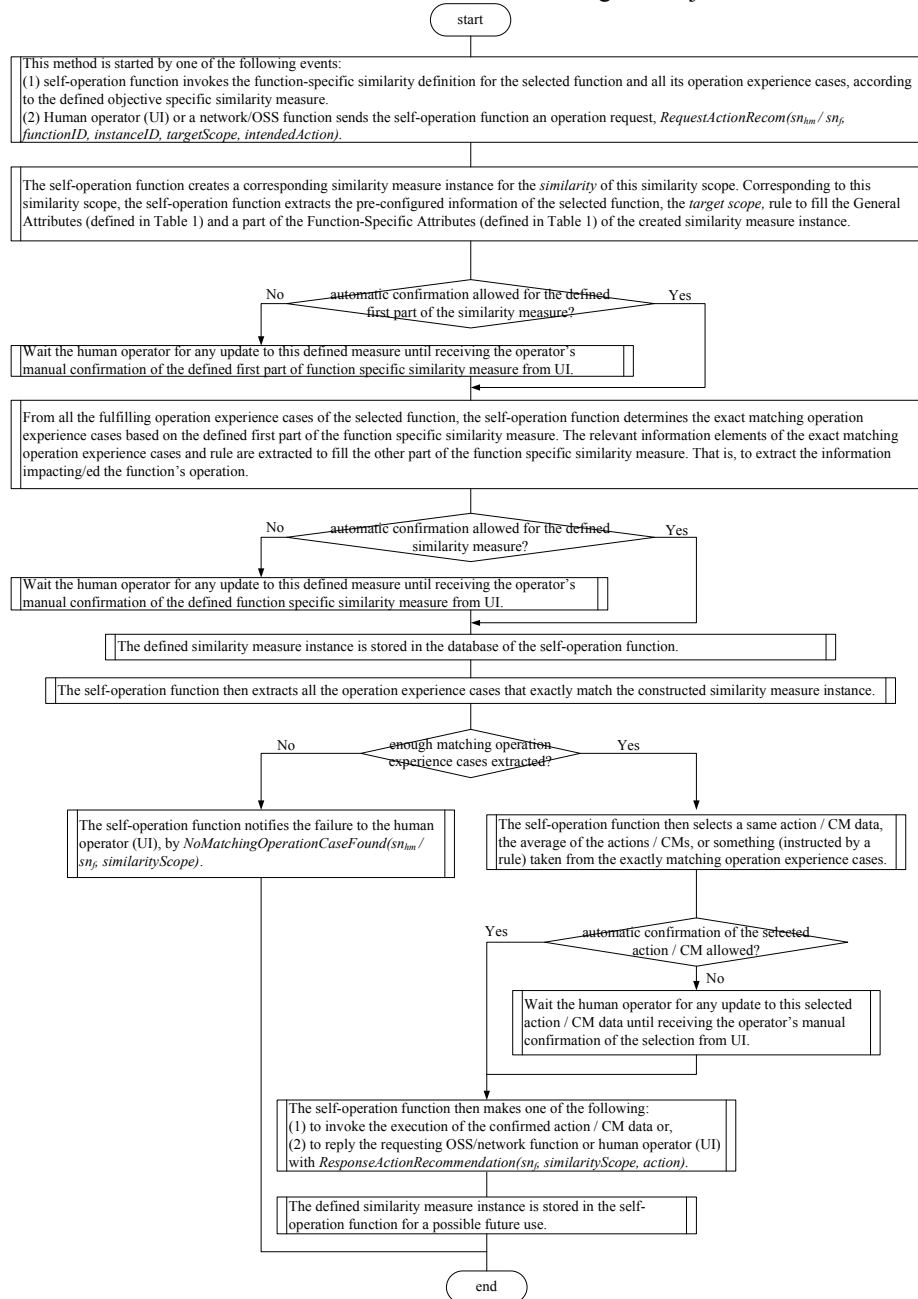 start
This method is started by one of the following events:
(1) self-operation function invokes the function-specific similarity definition for the selected function and all its operation experience cases, according
to the defined objective specific similarity measure.
(2) Human operator (UI) or a network/OSS function sends the self-operation function an operation request, RequestActionRecom(snhm / snf,
functionID, instanceID, targetScope, intendedAction).
The self-operation function creates a corresponding similarity measure instance for the similarity of this similarity scope. Corresponding to this
similarity scope, the self-operation function extracts the pre-configured information of the selected function, the target scope, rule to fill the General
Attributes (defined in Table 1) and a part of the Function-Specific Attributes (defined in Table 1) of the created similarity measure instance.
No
automatic confirmation allowed for the defined
first part of the similarity measure?
Yes
Wait the human operator for any update to this defined measure until receiving the operator's
manual confirmation of the defined first part of function specific similarity measure from UI.
From all the fulfilling operation experience cases of the selected function, the self-operation function determines the exact matching operation
experience cases based on the defined first part of the function specific similarity measure. The relevant information elements of the exact matching
operation experience cases and rule are extracted to fill the other part of the function specific similarity measure. That is, to extract the information
impacting/ed the function's operation.
No
automatic confirmation allowed for the defined
similarity measure?
Yes
Wait the human operator for any update to this defined measure until receiving the operator's
manual confirmation of the defined function specific similarity measure from UI.
The defined similarity measure instance is stored in the database of the self-operation function.
The self-operation function then extracts all the operation experience cases that exactly match the constructed similarity measure instance.
No
enough matching operation
experience cases extracted?
Yes
The self-operation function notifies the failure to the human
operator (UI), by NoMatchingOperationCaseFound(snhm /
snf, similarityScope).
The self-operation function then selects a same action / CM data,
the average of the actions / CMs, or something (instructed by a
rule) taken from the exactly matching operation experience cases.
Yes
automatic confirmation of the selected
action / CM allowed?
No
Wait the human operator for any update to this selected
action / CM data until receiving the operator's manual
confirmation of the selection from UI.
The self-operation function then makes one of the following:
(1) to invoke the execution of the confirmed action / CM data or,
(2) to reply the requesting OSS/network function or human operator (UI)
with ResponseActionRecommendation(snf, similarityScope, action).
The defined similarity measure instance is stored in the self-
operation function for a possible future use.
end